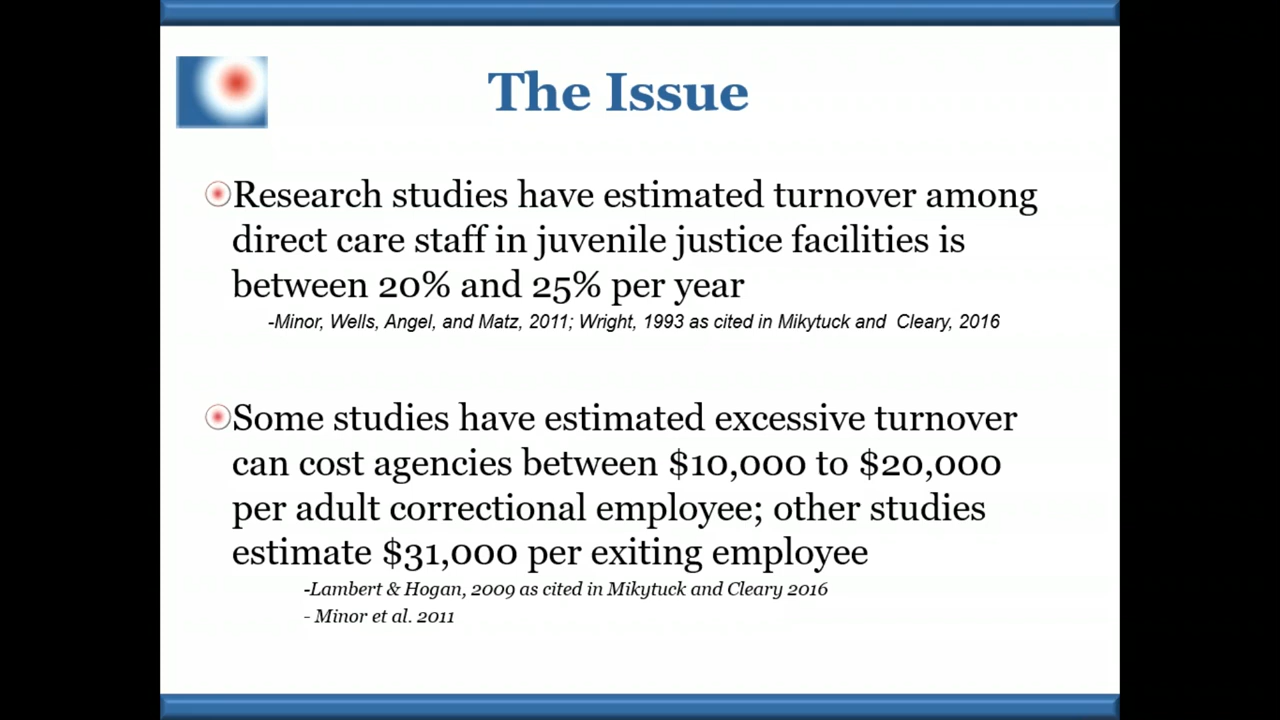 The Issue
Research studies have estimated turnover among
direct care staff in juvenile justice facilities is
between 20% and 25% per year
-Minor, Wells, Angel, and Matz, 2011; Wright, 1993 as cited in Mikytuck and  Cleary, 2016
Some studies have estimated excessive turnover
can cost agencies between $10,000 to $20,000
per adult correctional employee; other studies
estimate $31,000 per exiting employee
-Lambert & Hogan, 2009 as cited in Mikytuck and Cleary 2016
- Minor et al. 2011